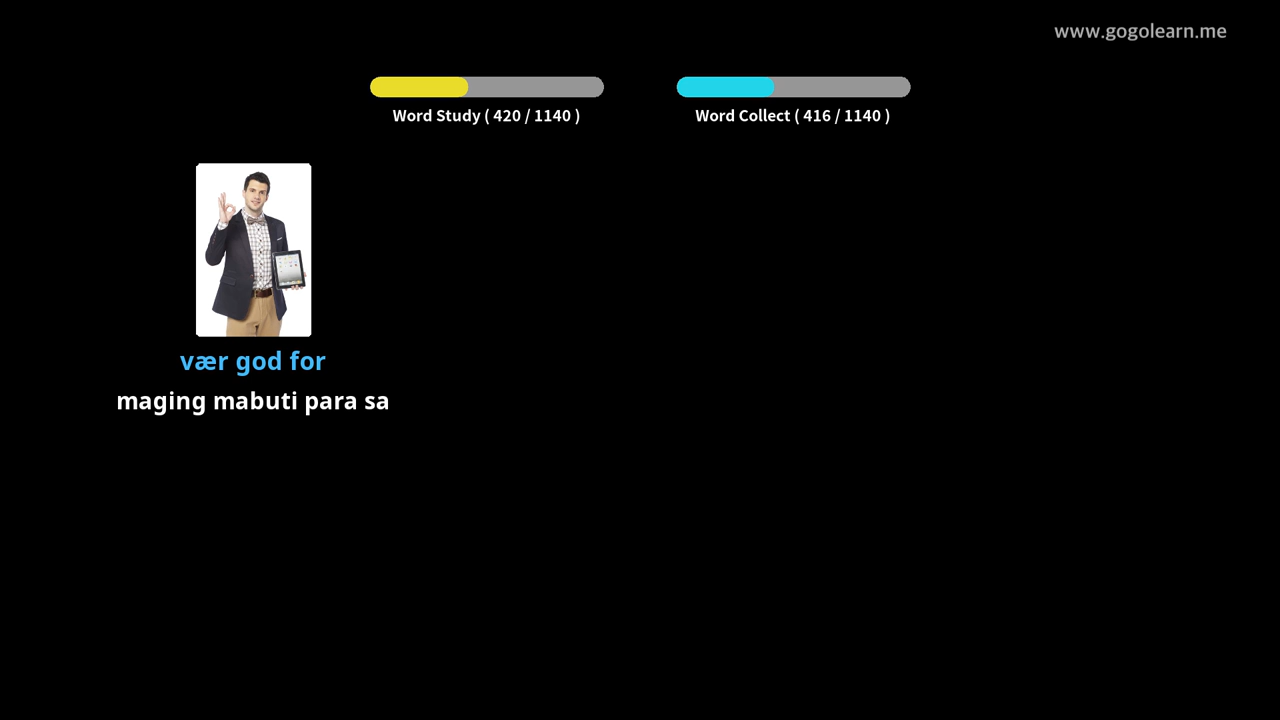 www.gogolearn.me
Word Study ( 420 / 1140 )
Word Collect ( 416 / 1140 )
vær god for
maging mabuti para sa